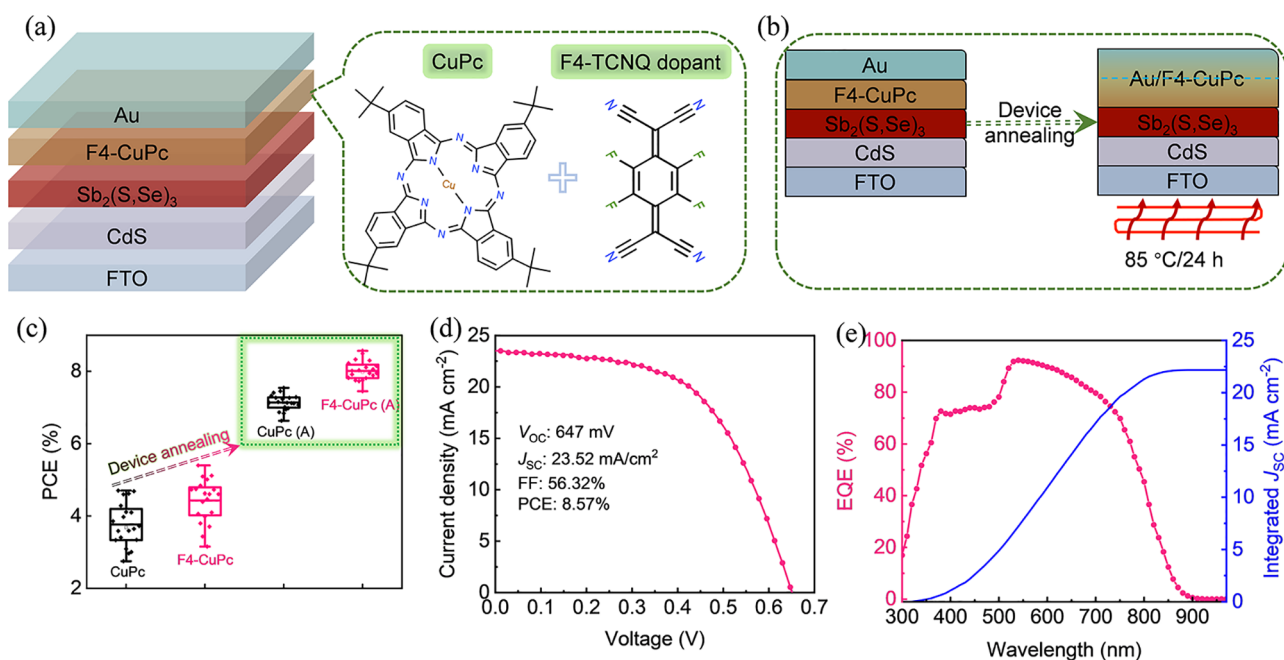 (a)
CuPc
F4-TCNQ dopant
Au
F4-CuPc
Sb₂(S,Se)₃
CdS
FTO
N
N
N
N
Cu
N
N
N
N
N
N
F
F
F
F
N
N
(b)
Au
F4-CuPc
Sb₂(S,Se)₃
CdS
FTO
Device
annealing
Au/F4-CuPc
Sb₂(S,Se)₃
CdS
FTO
85 °C/24 h
(c)
PCE (%)
8
6
4
2
Device annealing
CuPc
F4-CuPc
CuPc (A)
F4-CuPc (A)
(d)
Current density (mA cm⁻²)
25
20
15
10
5
0
V_OC: 647 mV
J_SC: 23.52 mA/cm²
FF: 56.32%
PCE: 8.57%
0.0 0.1 0.2 0.3 0.4 0.5 0.6 0.7
Voltage (V)
(e)
EQE (%)
100
80
60
40
20
0
25
20
15
10
5
0
Integrated J_SC (mA cm⁻²)
300 400 500 600 700 800 900
Wavelength (nm)